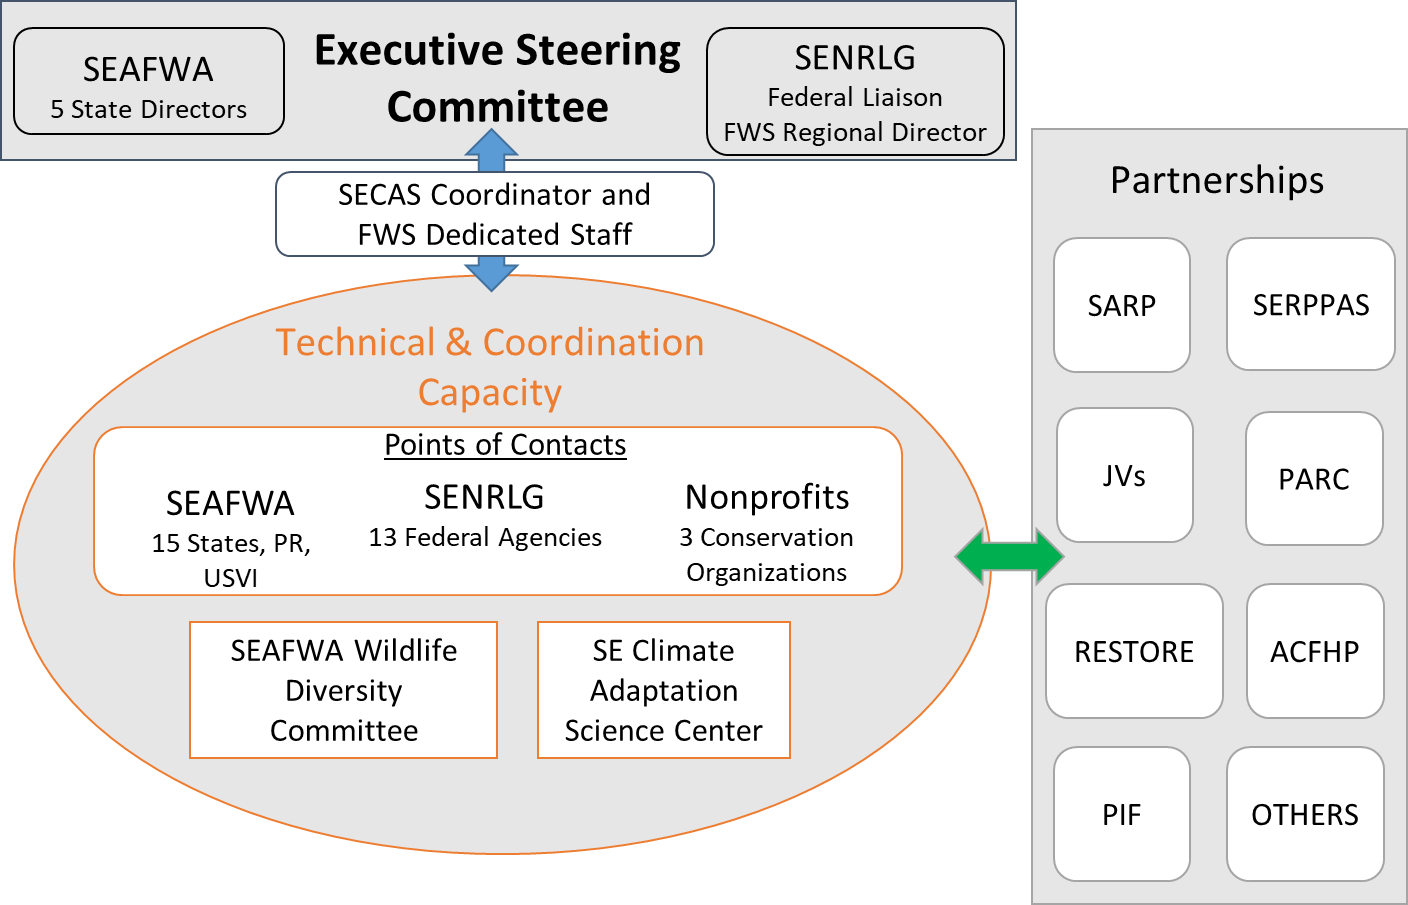 SEAFWA
5 State Directors
Executive Steering
Committee
SENRLG
Federal Liaison
FWS Regional Director
SECAS Coordinator and
FWS Dedicated Staff
Technical & Coordination
Capacity
Points of Contacts
SEAFWA
15 States, PR,
USVI
SENRLG
13 Federal Agencies
Nonprofits
3 Conservation
Organizations
SEAFWA Wildlife
Diversity
Committee
SE Climate
Adaptation
Science Center
Partnerships
SARP
SERPPAS
JVs
PARC
RESTORE
ACFHP
PIF
OTHERS